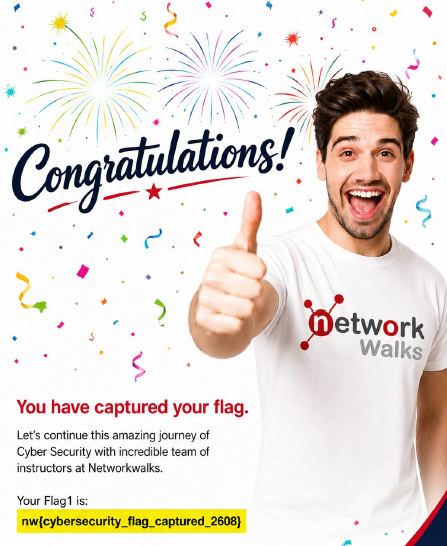 Congratulations!
network
Walks
You have captured your flag.
Let's continue this amazing journey of
Cyber Security with incredible team of
instructors at Networkwalks.
Your Flag1 is:
nw{cybersecurity_flag_captured_2608}